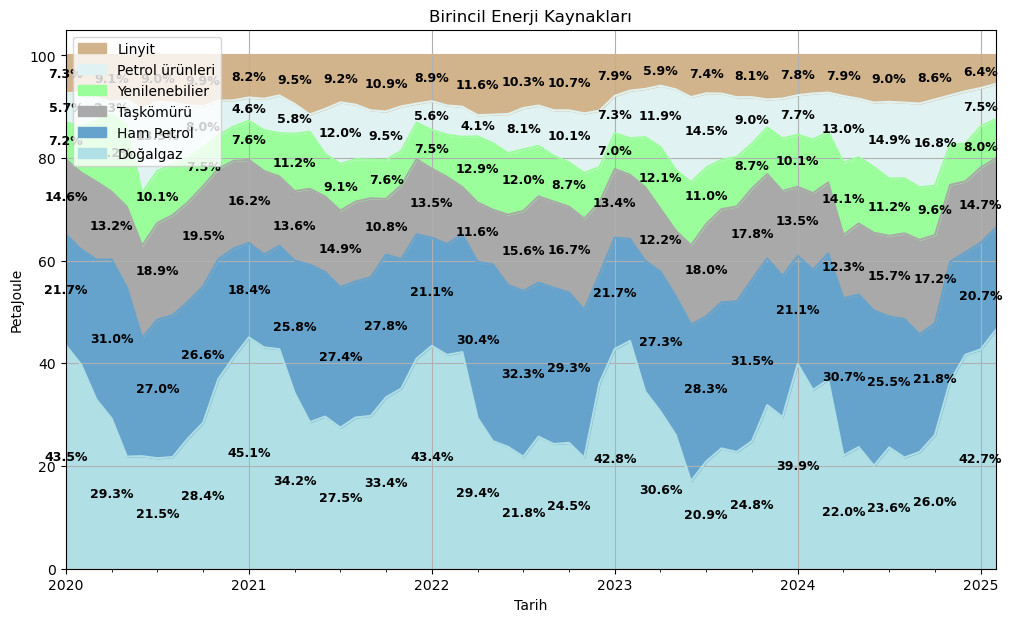 Birincil Enerji Kaynakları
PetaJoule
100
80
60
40
20
0
Linyit
Petrol ürünleri
Yenilenebilir
Taşkömürü
Ham Petrol
Doğalgaz
7.3% 9.1% 9.0% 9.9% 8.2% 9.5% 9.2% 10.9% 8.9% 11.6% 10.3% 10.7% 7.9% 5.9% 7.4% 8.1% 7.8% 7.9% 9.0% 8.6% 6.4%
5.7% 8.0% 4.6% 5.8% 12.0% 9.5% 5.6% 4.1% 8.1% 10.1% 7.3% 11.9% 14.5% 9.0% 7.7% 13.0% 14.9% 16.8% 7.5%
7.2% 10.1% 7.5% 7.6% 11.2% 9.1% 7.6% 7.5% 12.9% 12.0% 8.7% 7.0% 12.1% 11.0% 8.7% 10.1% 14.1% 11.2% 9.6% 8.0%
14.6% 13.2% 18.9% 19.5% 16.2% 13.6% 14.9% 10.8% 13.5% 11.6% 15.6% 16.7% 13.4% 12.2% 18.0% 17.8% 13.5% 12.3% 15.7% 17.2% 14.7%
21.7% 31.0% 27.0% 26.6% 18.4% 25.8% 27.4% 27.8% 21.1% 30.4% 32.3% 29.3% 21.7% 27.3% 28.3% 31.5% 21.1% 30.7% 25.5% 21.8% 20.7%
43.5% 29.3% 21.5% 28.4% 45.1% 34.2% 27.5% 33.4% 43.4% 29.4% 21.8% 24.5% 42.8% 30.6% 20.9% 24.8% 39.9% 22.0% 23.6% 26.0% 42.7%
2020 2021 2022 2023 2024 2025
Tarih